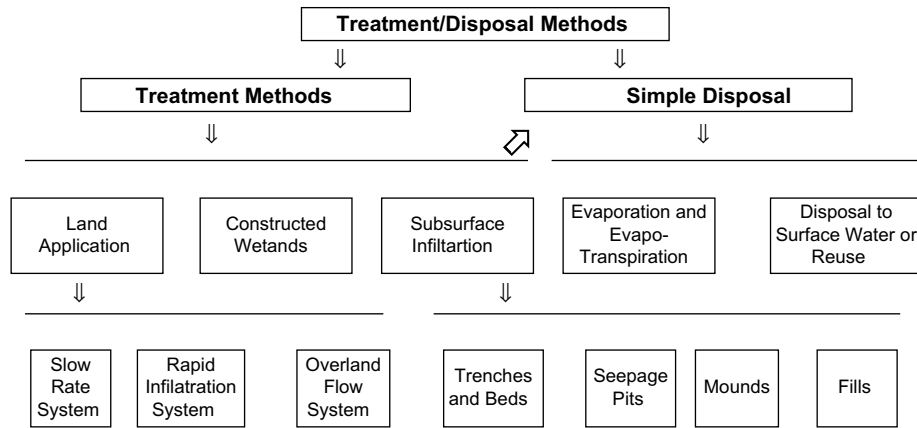 Treatment/Disposal Methods
Treatment Methods
Simple Disposal
Land
Application
Constructed
Wetands
Subsurface
Infiltartion
Evaporation and
Evapo-
Transpiration
Disposal to
Surface Water or
Reuse
Slow
Rate
System
Rapid
Infilatration
System
Overland
Flow
System
Trenches
and Beds
Seepage
Pits
Mounds
Fills